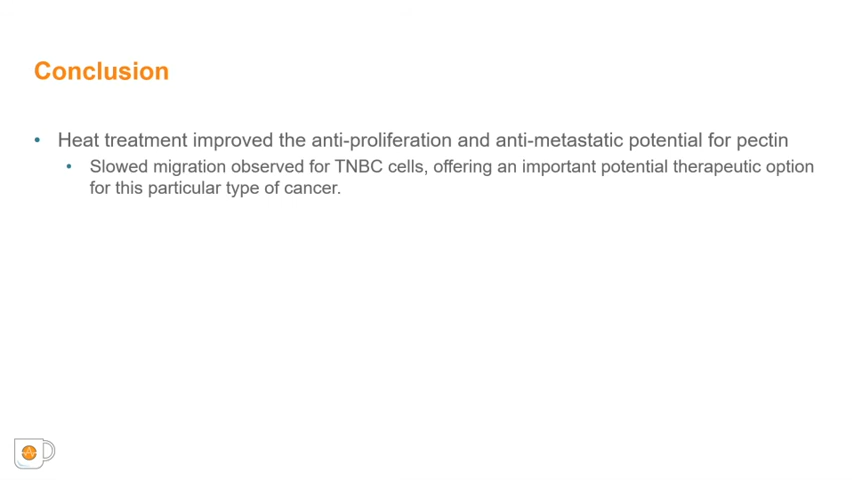 Conclusion
• Heat treatment improved the anti-proliferation and anti-metastatic potential for pectin
• Slowed migration observed for TNBC cells, offering an important potential therapeutic option
for this particular type of cancer.